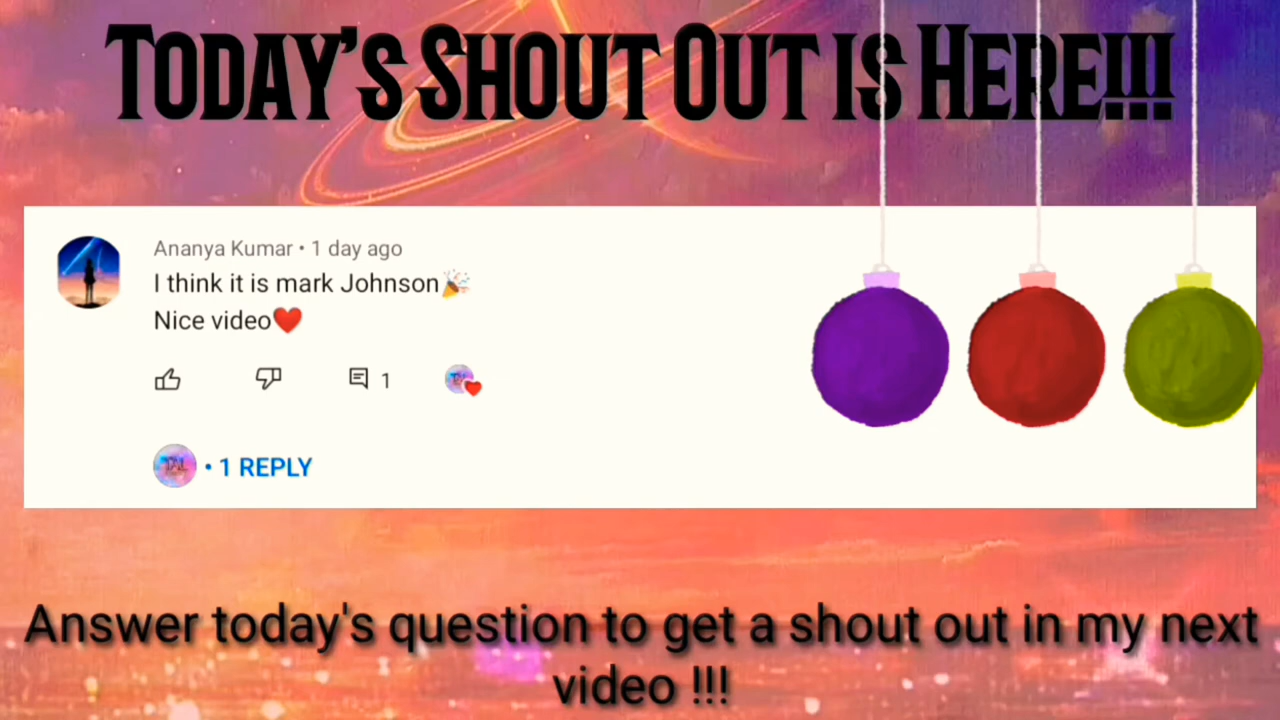 Today's Shout Out is Here!!!
Ananya Kumar • 1 day ago
I think it is mark Johnson🎉
Nice video❤️
1
• 1 REPLY
Answer today's question to get a shout out in my next
video !!!